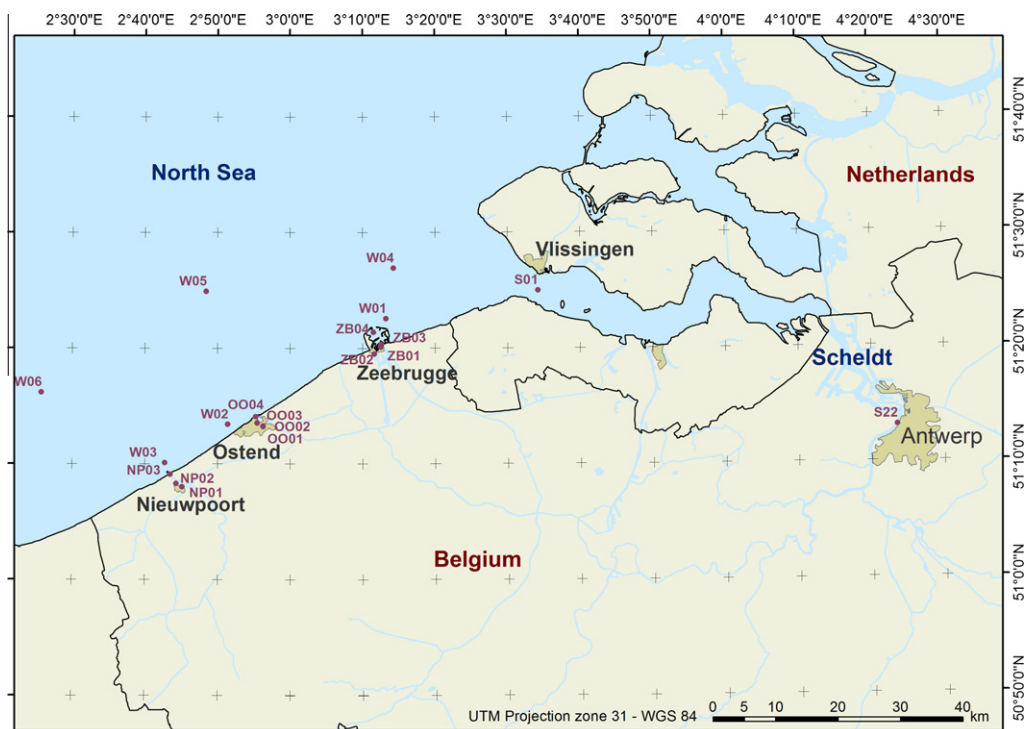 2°30'0"E 2°40'0"E 2°50'0"E 3°0'0"E 3°10'0"E 3°20'0"E 3°30'0"E 3°40'0"E 3°50'0"E 4°0'0"E 4°10'0"E 4°20'0"E 4°30'0"E
51°40'0"N
North Sea
Netherlands
51°30'0"N
Vlissingen
W04
S01
W05
W01
ZB04
ZB03
51°20'0"N
ZB02
ZB01
Zeebrugge
Scheldt
W06
OO04
OO03
W02
OO02
OO01
S22
Antwerp
Ostend
W03
51°10'0"N
NP03
NP02
NP01
Nieuwpoort
Belgium
51°0'0"N
50°50'0"N
UTM Projection zone 31 - WGS 84
0 5 10 20 30 40
km